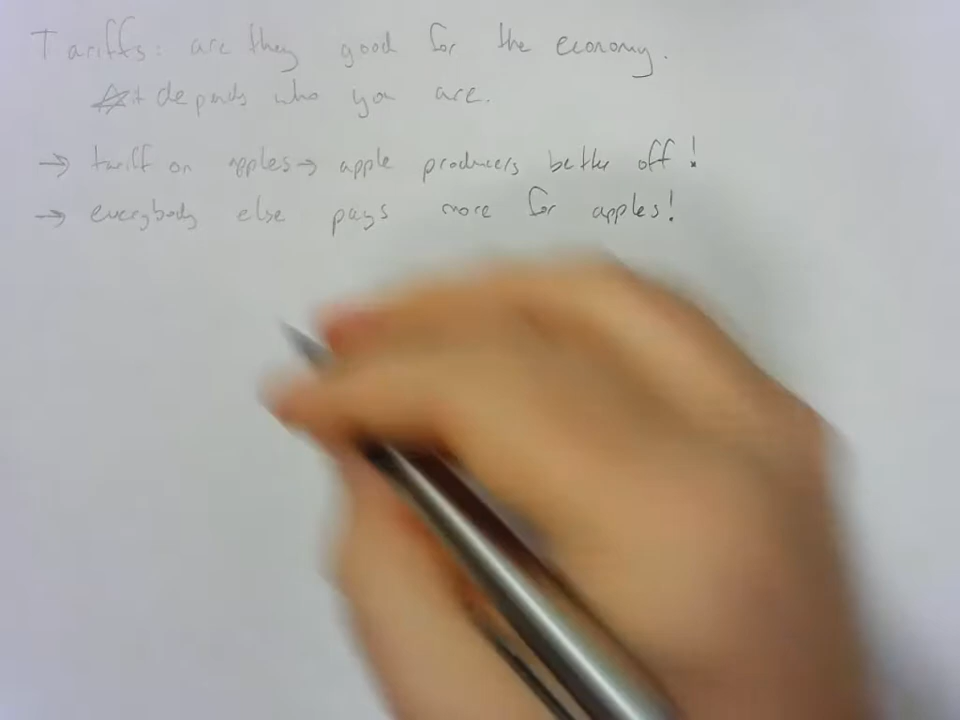 Tariffs: are they good for the economy.
it depends who you are.
→ tariff on apples → apple producers better off!
→ everybody else pays more for apples!